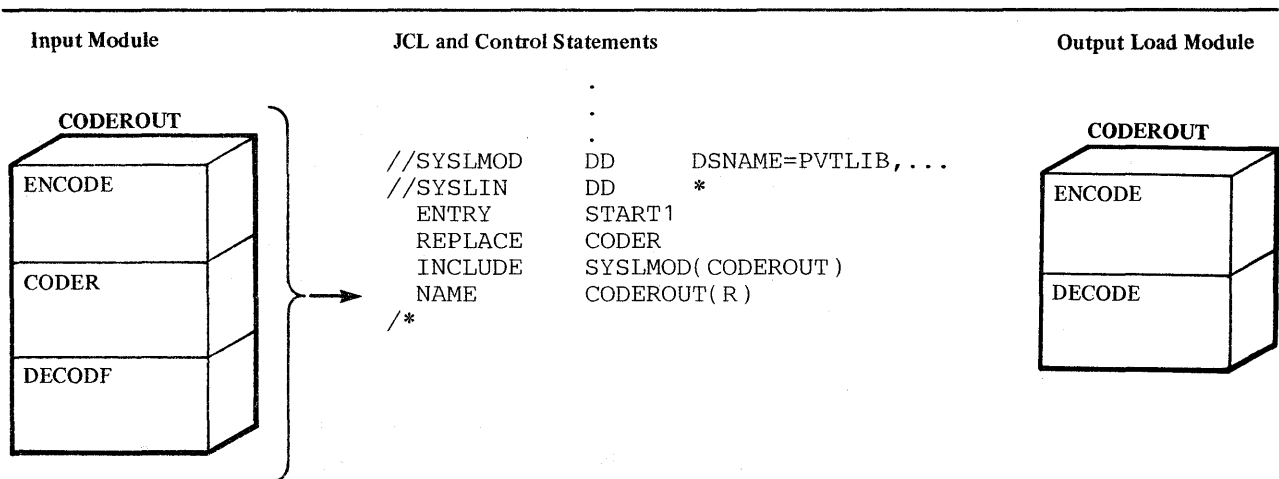 Input Module
JCL and Control Statements
Output Load Module
CODEROUT
ENCODE
CODER
DECODF
.
.
.
//SYSLMOD DD DSNAME=PVTLIB,...
//SYSLIN DD *
ENTRY START1
REPLACE CODER
INCLUDE SYSLMOD(CODEROUT)
NAME CODEROUT(R)
/*
CODEROUT
ENCODE
DECODE